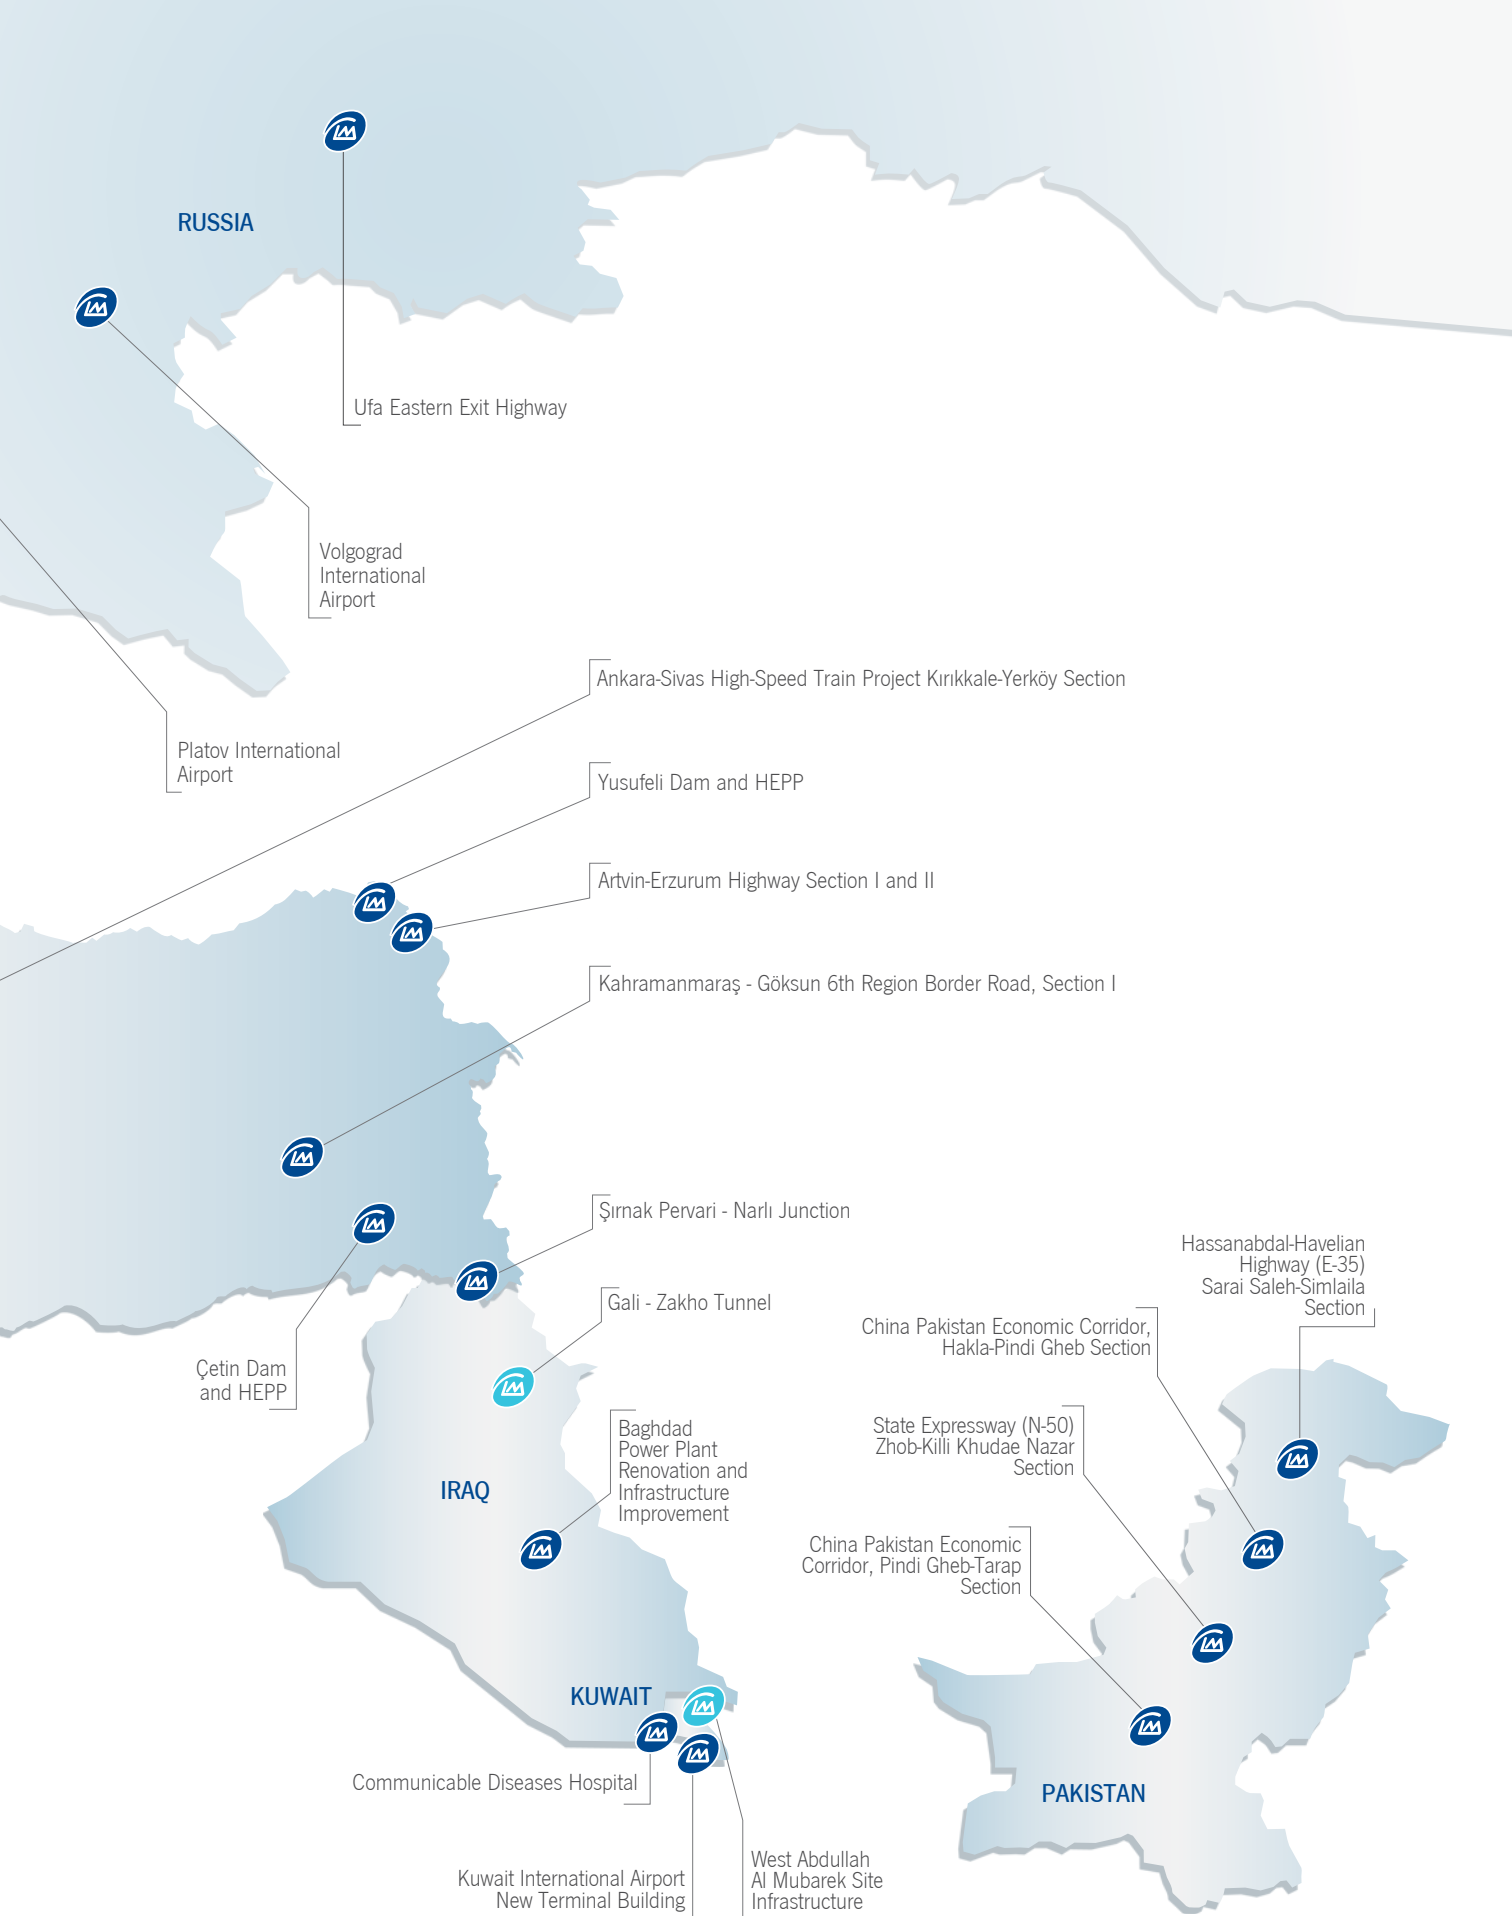 RUSSIA
Ufa Eastern Exit Highway
Volgograd
International
Airport
Ankara-Sivas High-Speed Train Project Kırıkkale-Yerköy Section
Platov International
Airport
Yusufeli Dam and HEPP
Artvin-Erzurum Highway Section I and II
Kahramanmaraş - Göksun 6th Region Border Road, Section I
Şırnak Pervari - Narlı Junction
Gali - Zakho Tunnel
Çetin Dam
and HEPP
Baghdad
Power Plant
Renovation and
Infrastructure
Improvement
IRAQ
Hassanabdal-Havelian
Highway (E-35)
Sarai Saleh-Simlaila
Section
China Pakistan Economic Corridor,
Hakla-Pindi Gheb Section
State Expressway (N-50)
Zhob-Killi Khudae Nazar
Section
China Pakistan Economic
Corridor, Pindi Gheb-Tarap
Section
KUWAIT
Communicable Diseases Hospital
PAKISTAN
Kuwait International Airport
New Terminal Building
West Abdullah
Al Mubarek Site
Infrastructure